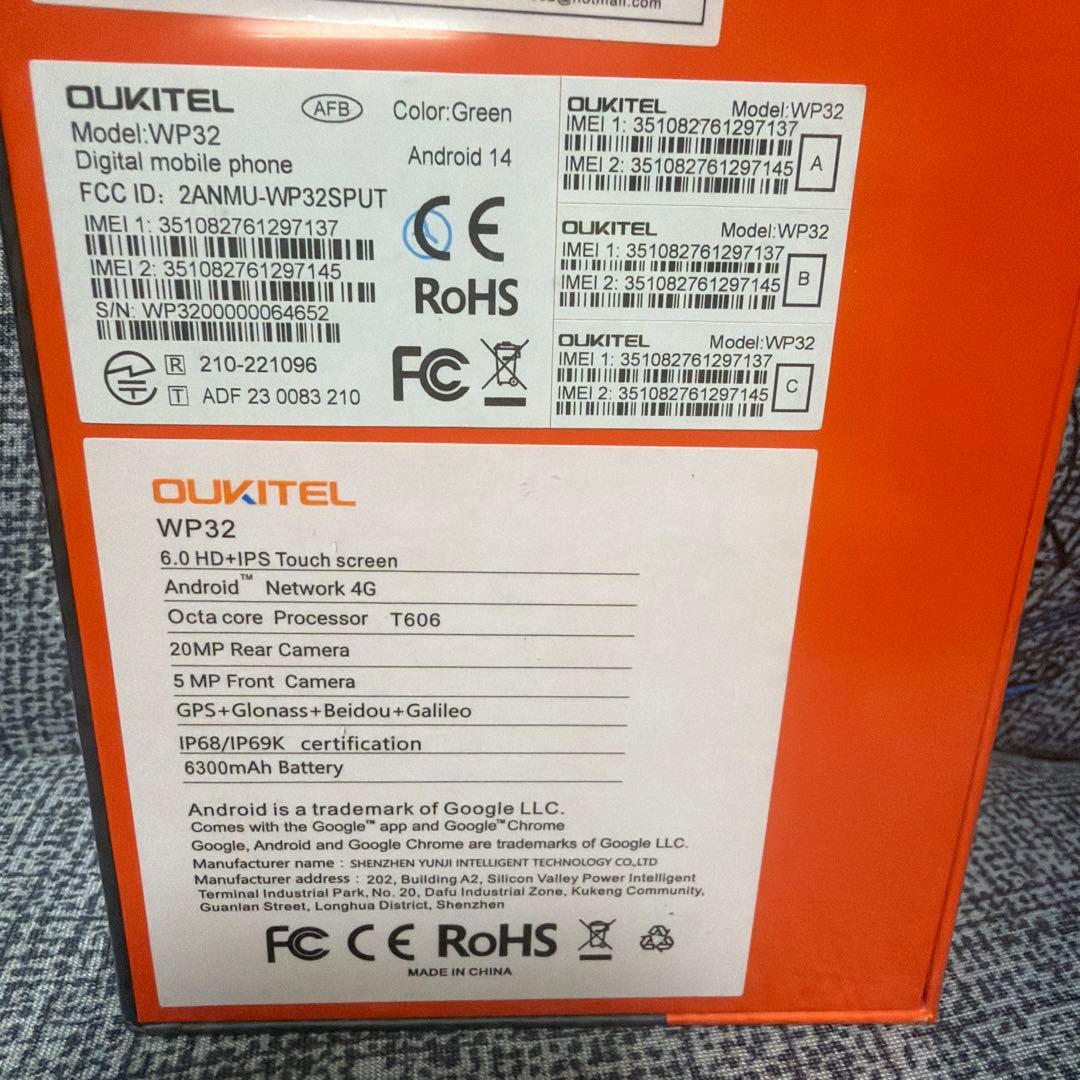 @hotmail.com
OUKITEL
AFB
Color:Green
Model:WP32
Digital mobile phone
Android 14
FCC ID: 2ANMU-WP32SPUT
IMEI 1: 351082761297137
IMEI 2: 351082761297145
S/N: WP3200000064652
CE
RoHS
R 210-221096
T ADF 23 0083 210
FC
OUKITEL Model:WP32
IMEI 1: 351082761297137
IMEI 2: 351082761297145
A
OUKITEL Model:WP32
IMEI 1: 351082761297137
IMEI 2: 351082761297145
B
OUKITEL Model:WP32
IMEI 1: 351082761297137
IMEI 2: 351082761297145
C
OUKITEL
WP32
6.0 HD+IPS Touch screen
Android™ Network 4G
Octa core Processor T606
20MP Rear Camera
5 MP Front Camera
GPS+Glonass+Beidou+Galileo
IP68/IP69K certification
6300mAh Battery
Android is a trademark of Google LLC.
Comes with the Google™ app and Google™ Chrome
Google, Android and Google Chrome are trademarks of Google LLC.
Manufacturer name : SHENZHEN YUNJI INTELLIGENT TECHNOLOGY CO.,LTD
Manufacturer address : 202, Building A2, Silicon Valley Power Intelligent
Terminal Industrial Park, No. 20, Dafu Industrial Zone, Kukeng Community,
Guanlan Street, Longhua District, Shenzhen
FC CE RoHS
MADE IN CHINA